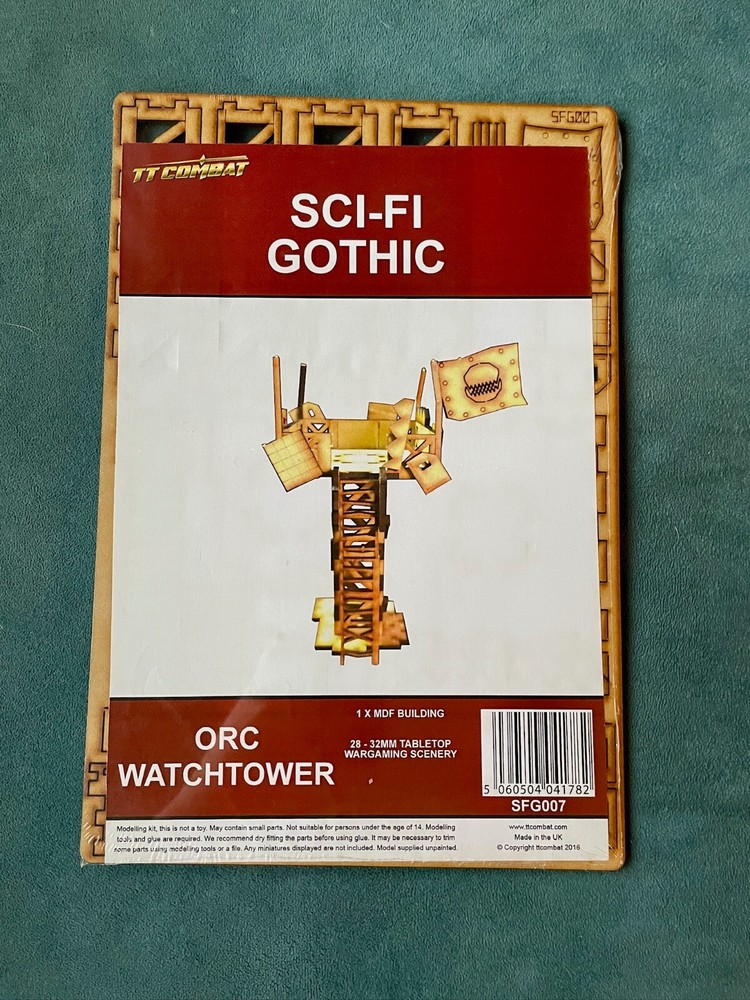 SFG007
TT COMBAT
SCI-FI
GOTHIC
ORC
WATCHTOWER
1 X MDF BUILDING
28 - 32MM TABLETOP
WARGAMING SCENERY
5 060504 041782
SFG007
Modelling kit, this is not a toy. May contain small parts. Not suitable for persons under the age of 14. Modelling
tools and glue are required. We recommend dry fitting the parts before using glue. It may be necessary to trim
some parts using modeling tools or a file. Any miniatures displayed are not included. Model supplied unpainted.
www.ttcombat.com
Made in the UK
© Copyright ttcombat 2016